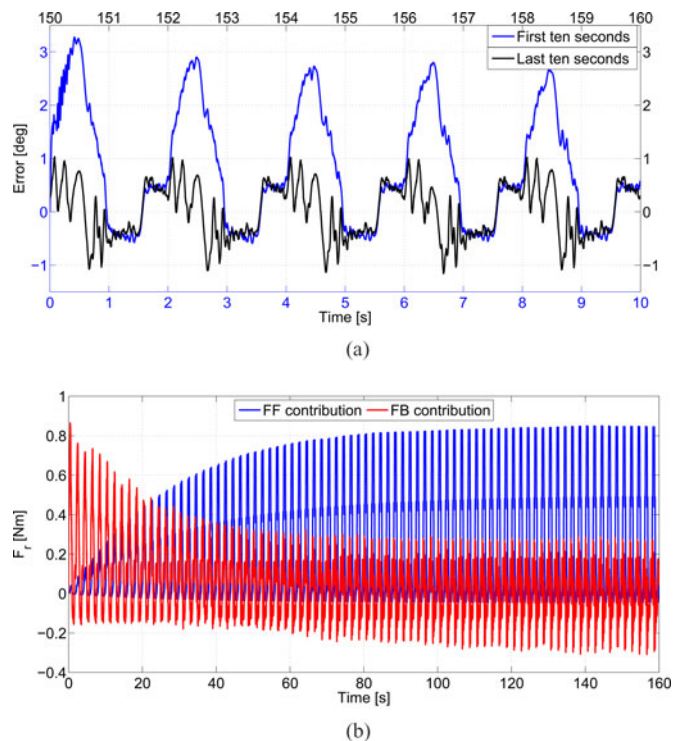 150 151 152 153 154 155 156 157 158 159 160
First ten seconds
Last ten seconds
3 3
2 2
1 1
0 0
−1 −1
Error [deg]
0 1 2 3 4 5 6 7 8 9 10
Time [s]
(a)
FF contribution FB contribution
1
0.8
0.6
0.4
0.2
0
−0.2
−0.4
F_r [Nm]
0 20 40 60 80 100 120 140 160
Time [s]
(b)